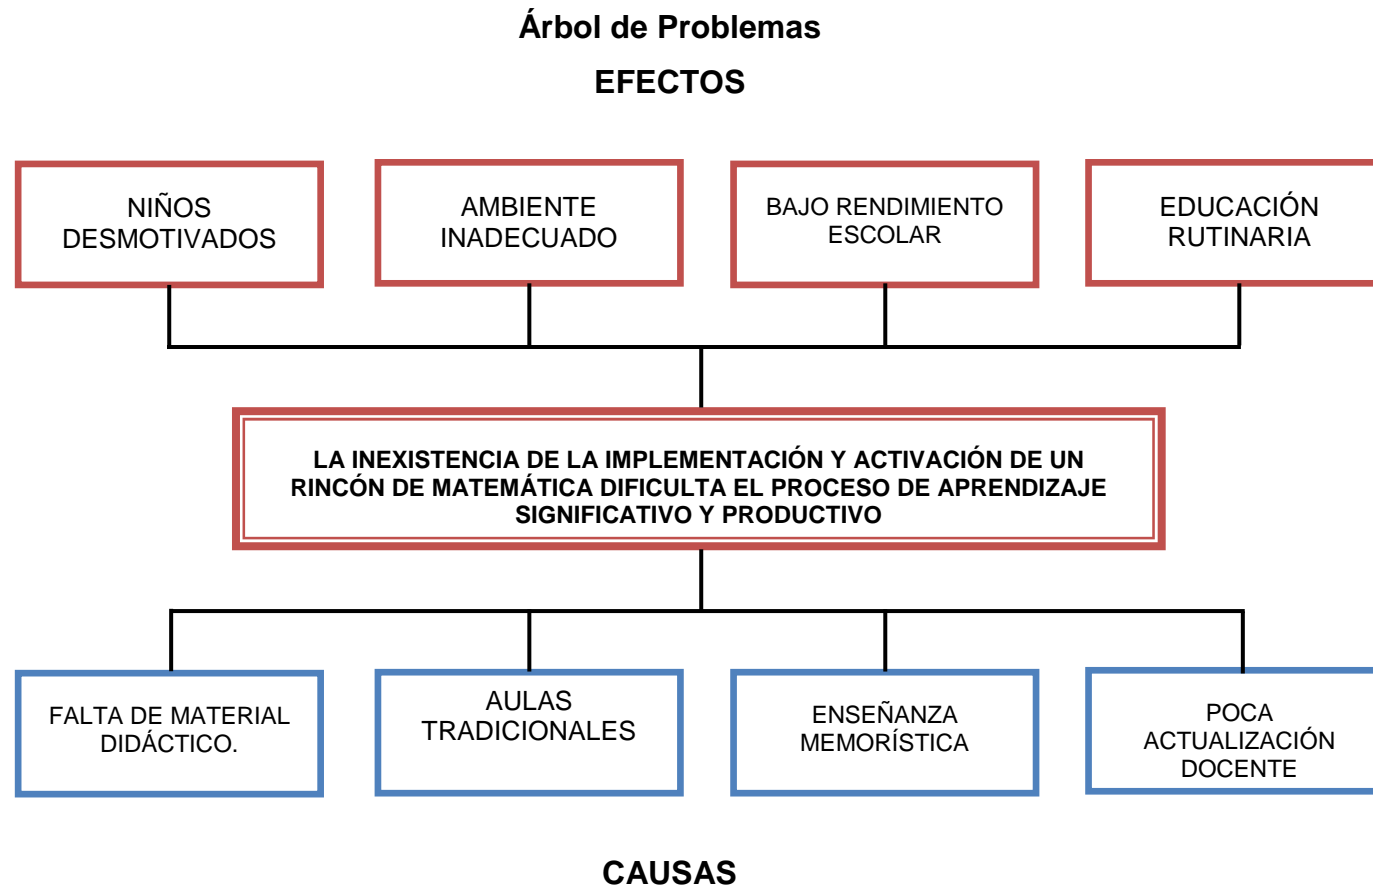 Árbol de Problemas
EFECTOS
NIÑOS
DESMOTIVADOS
AMBIENTE
INADECUADO
BAJO RENDIMIENTO
ESCOLAR
EDUCACIÓN
RUTINARIA
LA INEXISTENCIA DE LA IMPLEMENTACIÓN Y ACTIVACIÓN DE UN
RINCÓN DE MATEMÁTICA DIFICULTA EL PROCESO DE APRENDIZAJE
SIGNIFICATIVO Y PRODUCTIVO
FALTA DE MATERIAL
DIDÁCTICO.
AULAS
TRADICIONALES
ENSEÑANZA
MEMORÍSTICA
POCA
ACTUALIZACIÓN
DOCENTE
CAUSAS